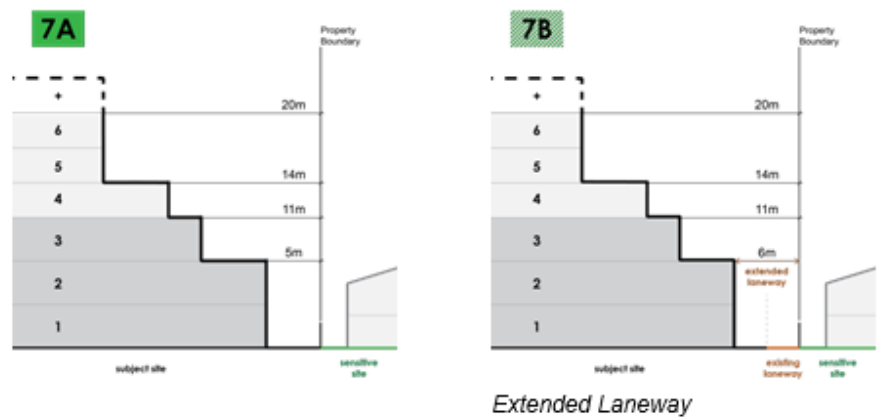 7A
Property
Boundary
+
20m
6
5
14m
4
11m
3
5m
2
1
subject site
sensitive
site
7B
Property
Boundary
+
20m
6
5
14m
4
11m
3
6m
extended
laneway
2
1
subject site
existing
laneway
sensitive
site
Extended Laneway